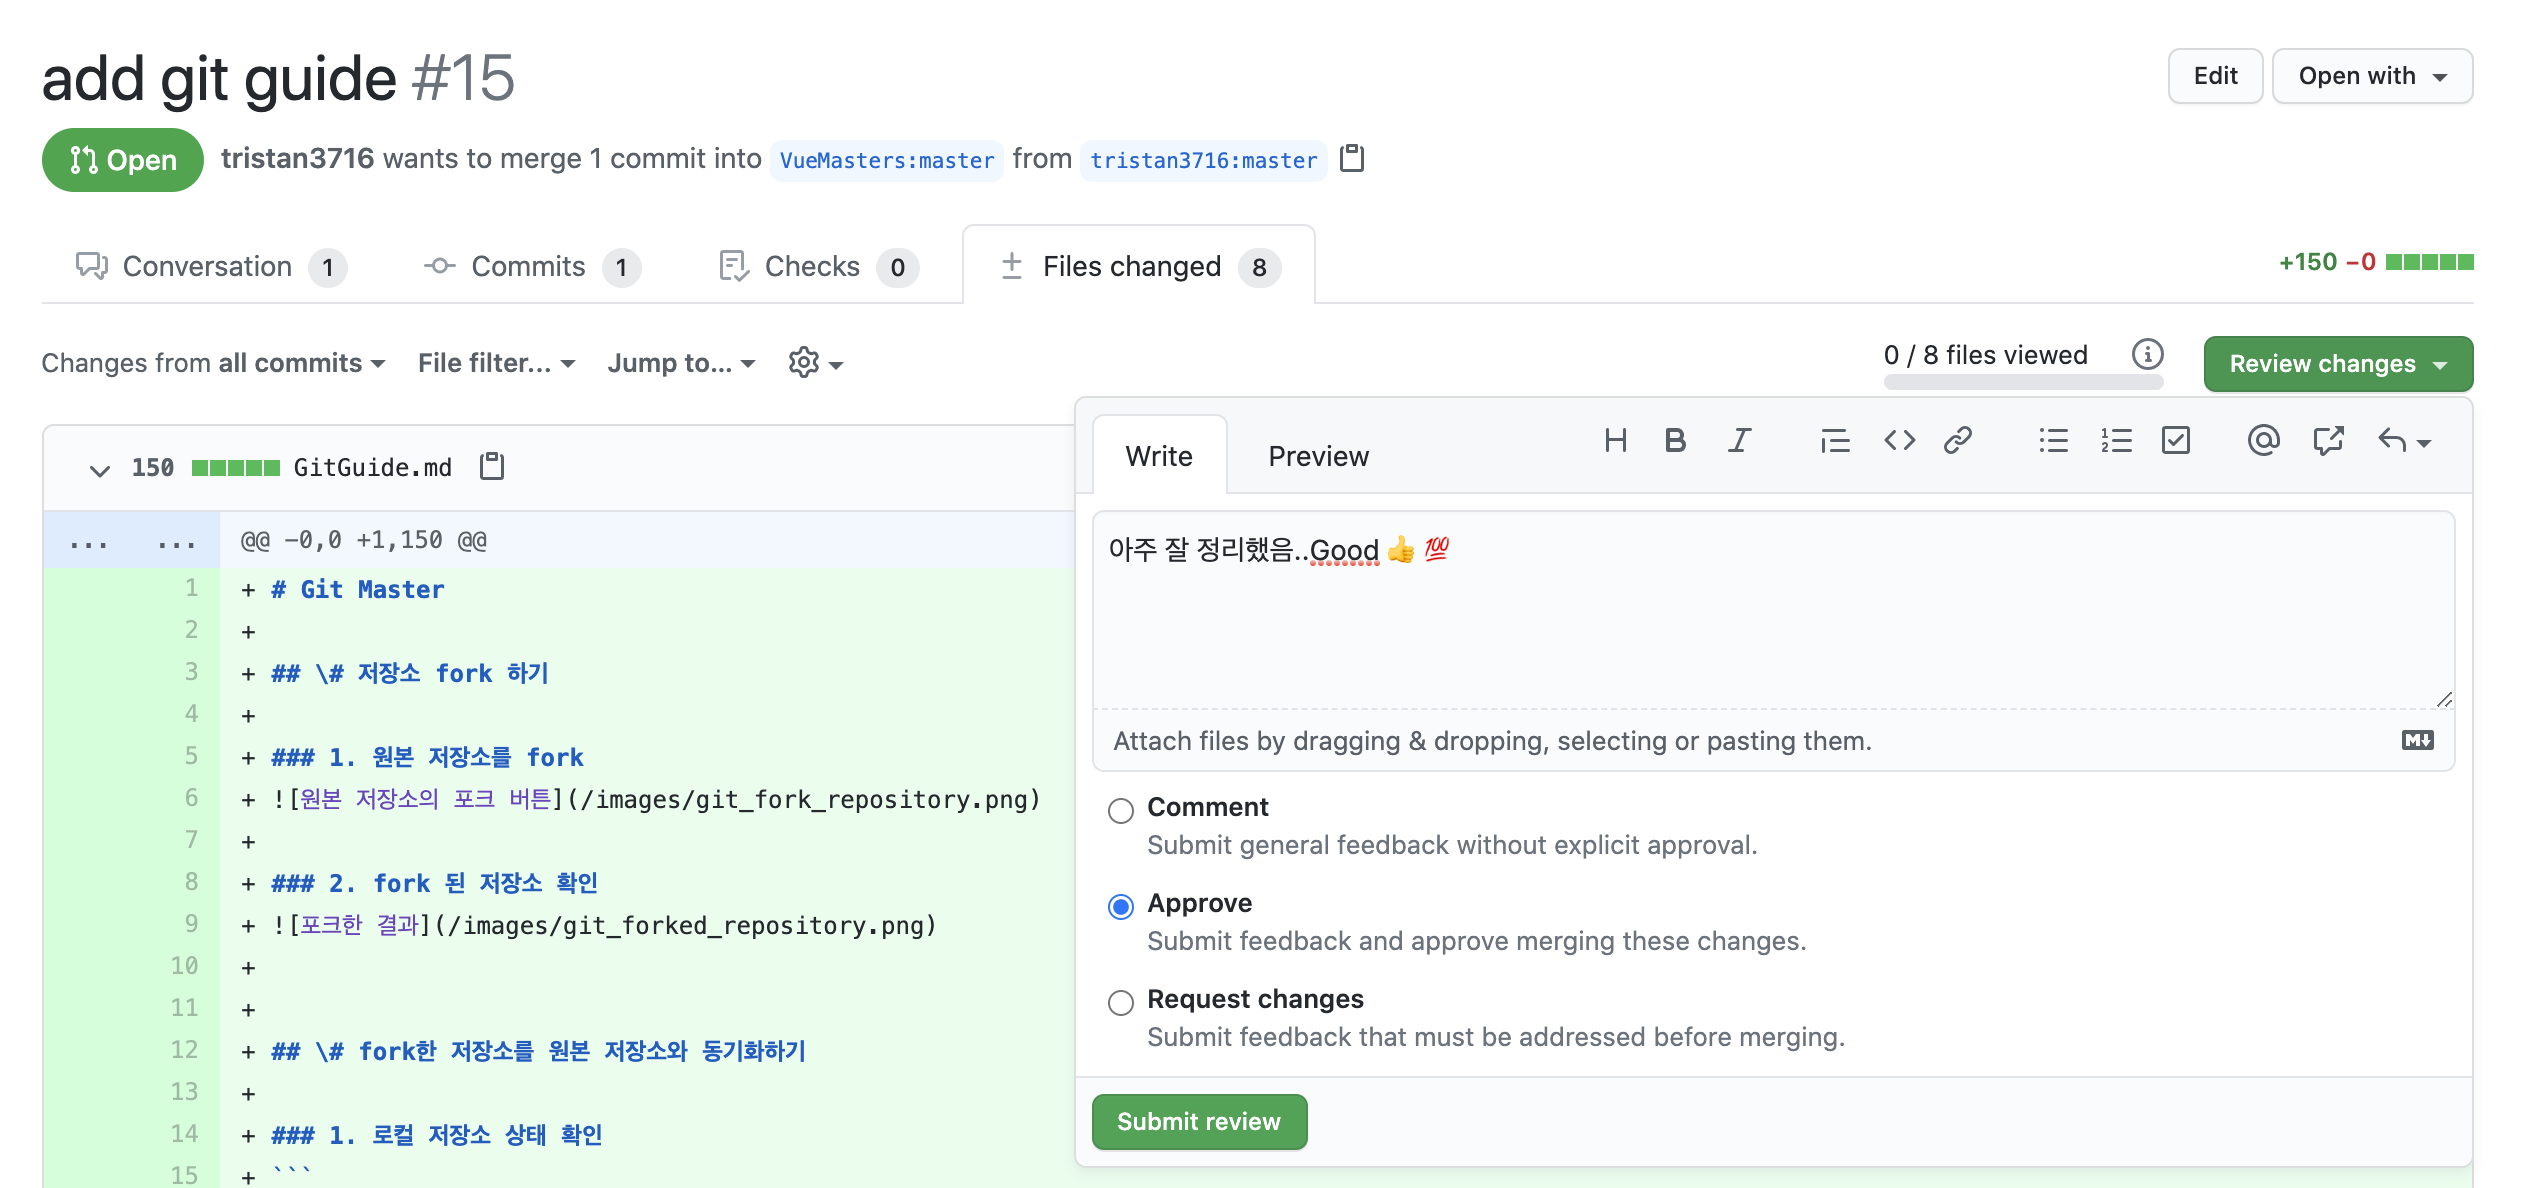 add git guide #15
Edit
Open with
Open
tristan3716 wants to merge 1 commit into VueMasters:master from tristan3716:master
Conversation 1
Commits 1
Checks 0
Files changed 8
+150 −0
Changes from all commits
File filter...
Jump to...
0 / 8 files viewed
Review changes
150 GitGuide.md
... ... @@ -0,0 +1,150 @@
1 + # Git Master
2 +
3 + ## \# 저장소 fork 하기
4 +
5 + ### 1. 원본 저장소를 fork
6 + ![원본 저장소의 포크 버튼](/images/git_fork_repository.png)
7 +
8 + ### 2. fork 된 저장소 확인
9 + ![포크한 결과](/images/git_forked_repository.png)
10 +
11 +
12 + ## \# fork한 저장소를 원본 저장소와 동기화하기
13 +
14 + ### 1. 로컬 저장소 상태 확인
15 + ```
Write
Preview
아주 잘 정리했음..Good 👍 💯
Attach files by dragging & dropping, selecting or pasting them.
Comment
Submit general feedback without explicit approval.
Approve
Submit feedback and approve merging these changes.
Request changes
Submit feedback that must be addressed before merging.
Submit review